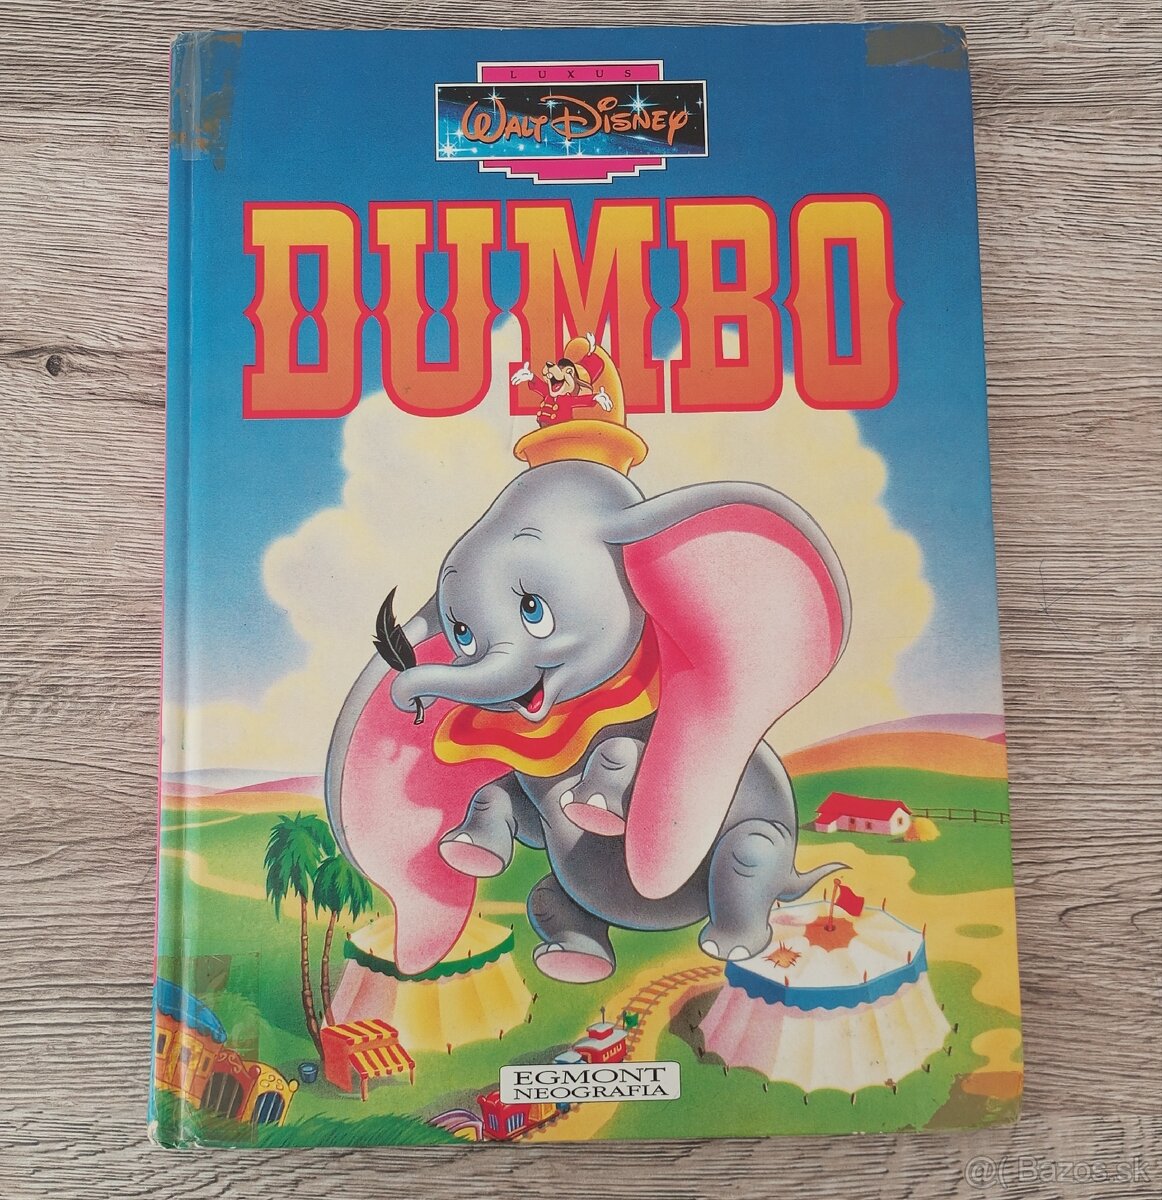 LUXUS
WALT DISNEY
DUMBO
EGMONT
NEOGRAFIA
@( Bazos.sk